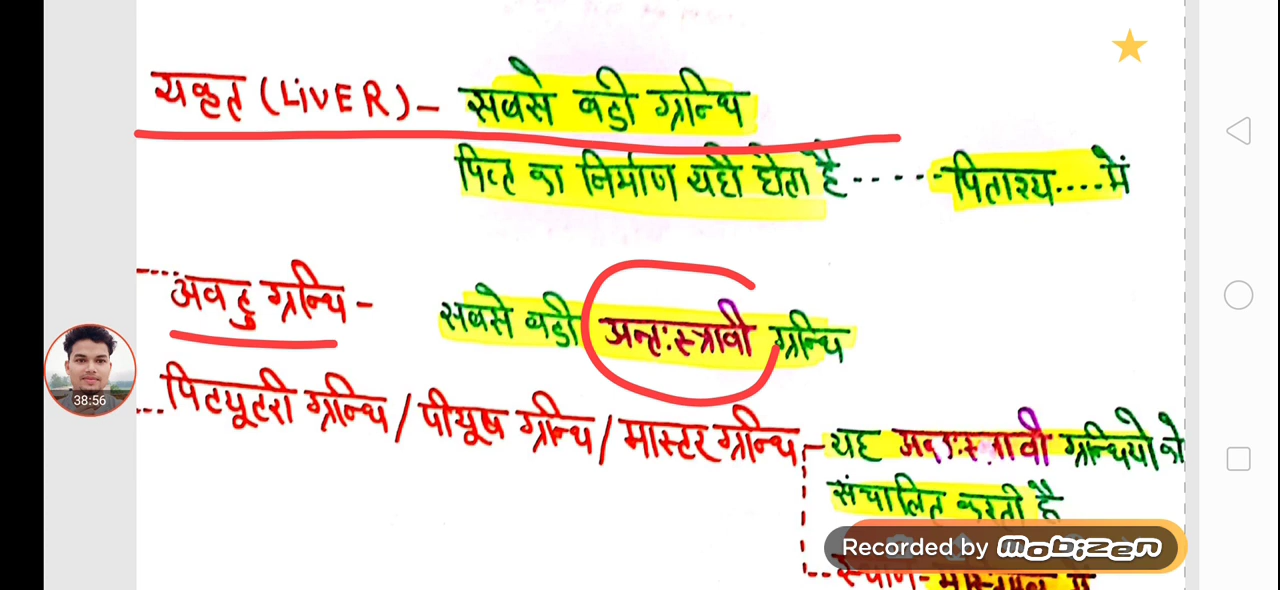 यकृत (LiVER) - सबसे बडी ग्रन्थि
पित्त का निर्माण यहाँ होता है ...... पिताश्य .... में
अवटु ग्रन्थि - सबसे बडी अन्तःस्त्रावी ग्रन्थि
पिटयूटरी ग्रन्थि / पीयूष ग्रन्थि / मास्टर ग्रन्थि - यह अन्तःस्त्रावी ग्रन्थियो को
संचालित करती है
38:56
Recorded by mobizen